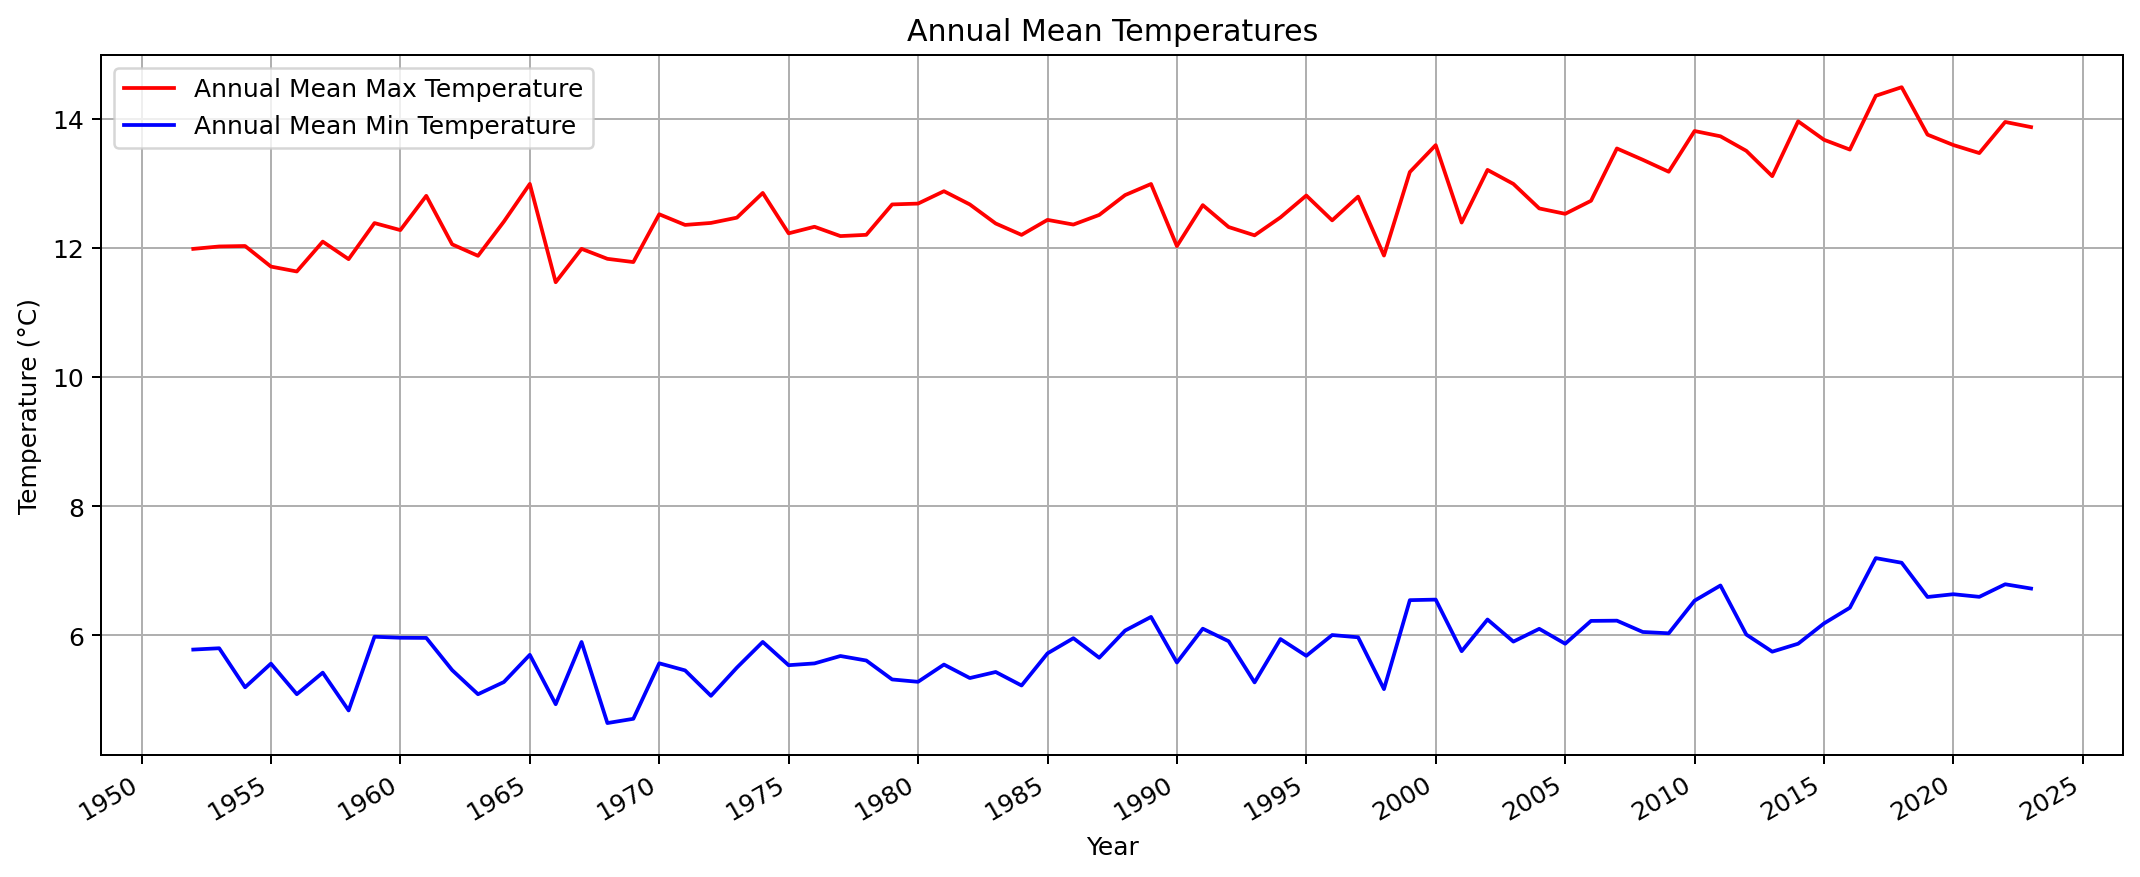 Annual Mean Temperatures
Annual Mean Max Temperature
Annual Mean Min Temperature
Temperature (°C)
14
12
10
8
6
1950 1955 1960 1965 1970 1975 1980 1985 1990 1995 2000 2005 2010 2015 2020 2025
Year